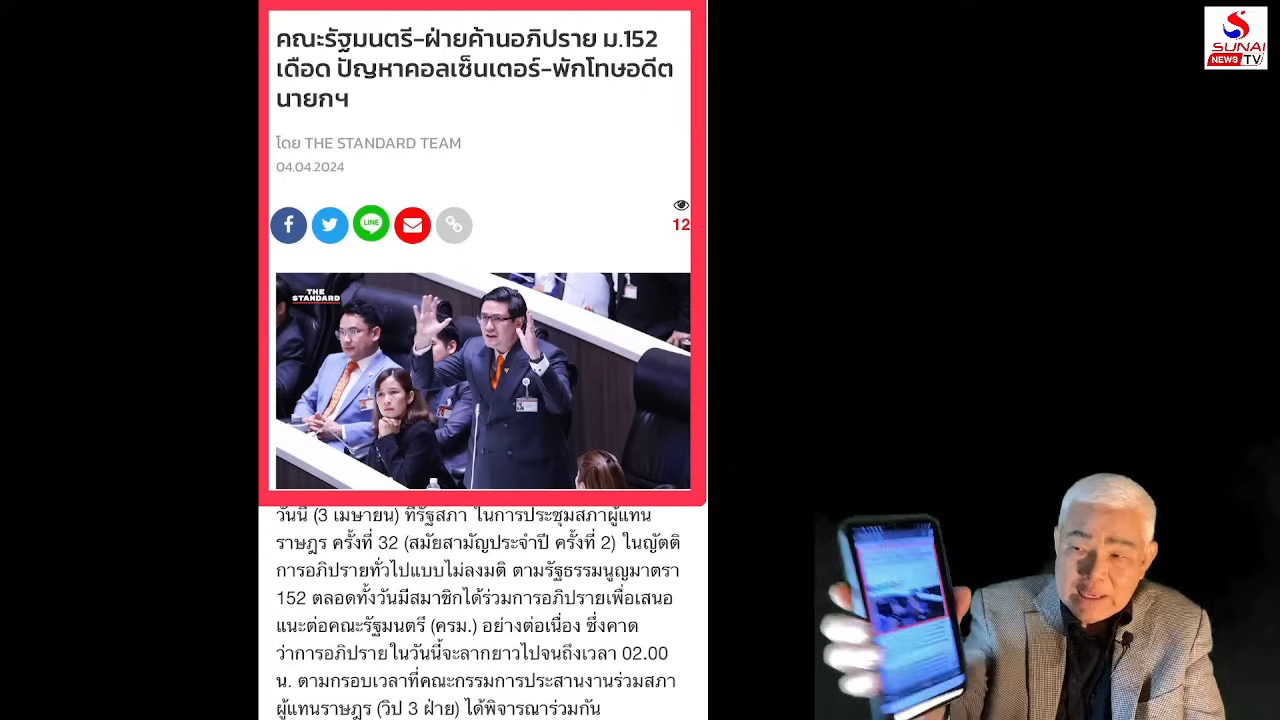 คณะรัฐมนตรี-ฝ่ายค้านอภิปราย ม.152
เดือด ปัญหาคอลเซ็นเตอร์-พักโทษอดีต
นายกฯ
โดย THE STANDARD TEAM
04.04.2024
LINE
12
THE
STANDARD
วันนี้ (3 เมษายน) ที่รัฐสภา ในการประชุมสภาผู้แทน
ราษฎร ครั้งที่ 32 (สมัยสามัญประจำปี ครั้งที่ 2) ในญัตติ
การอภิปรายทั่วไปแบบไม่ลงมติ ตามรัฐธรรมนูญมาตรา
152 ตลอดทั้งวันมีสมาชิกได้ร่วมการอภิปรายเพื่อเสนอ
แนะต่อคณะรัฐมนตรี (ครม.) อย่างต่อเนื่อง ซึ่งคาด
ว่าการอภิปรายในวันนี้จะลากยาวไปจนถึงเวลา 02.00
น. ตามกรอบเวลาที่คณะกรรมการประสานงานร่วมสภา
ผู้แทนราษฎร (วิป 3 ฝ่าย) ได้พิจารณาร่วมกัน
SUNAI
NEWS TV